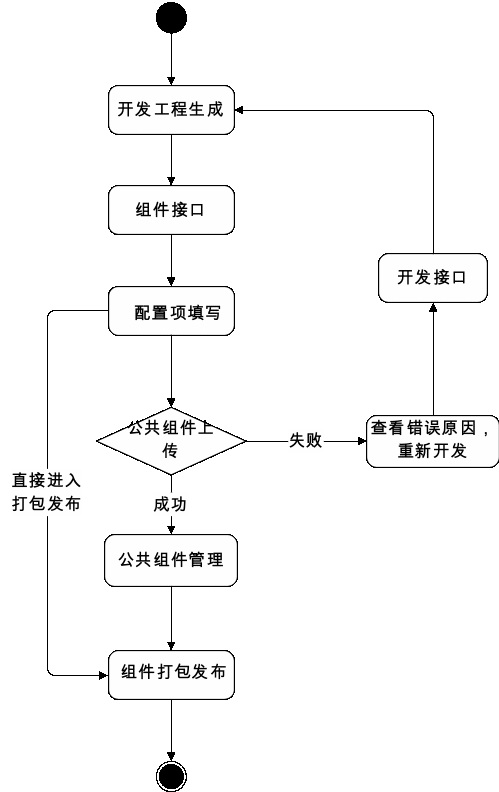 开发工程生成
组件接口
开发接口
配置项填写
公共组件上
传
失败
查看错误原因，
重新开发
直接进入
打包发布
成功
公共组件管理
组件打包发布